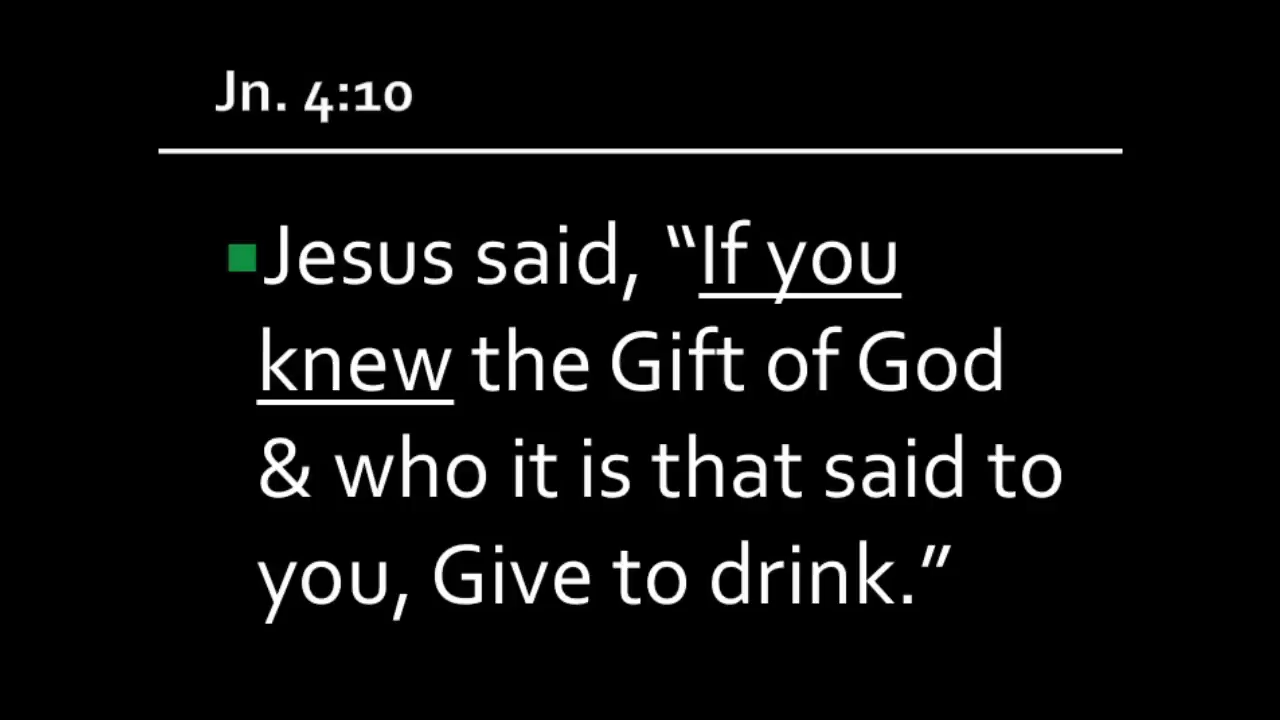 Jn. 4:10
Jesus said, “If you
knew the Gift of God
& who it is that said to
you, Give to drink.”